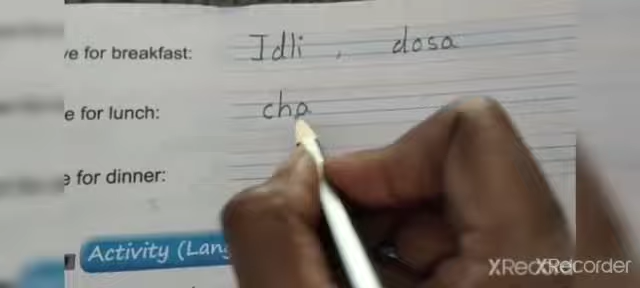 ve for breakfast: Idli , dosa
e for lunch: cha
e for dinner:
Activity (Lang
XRecorder